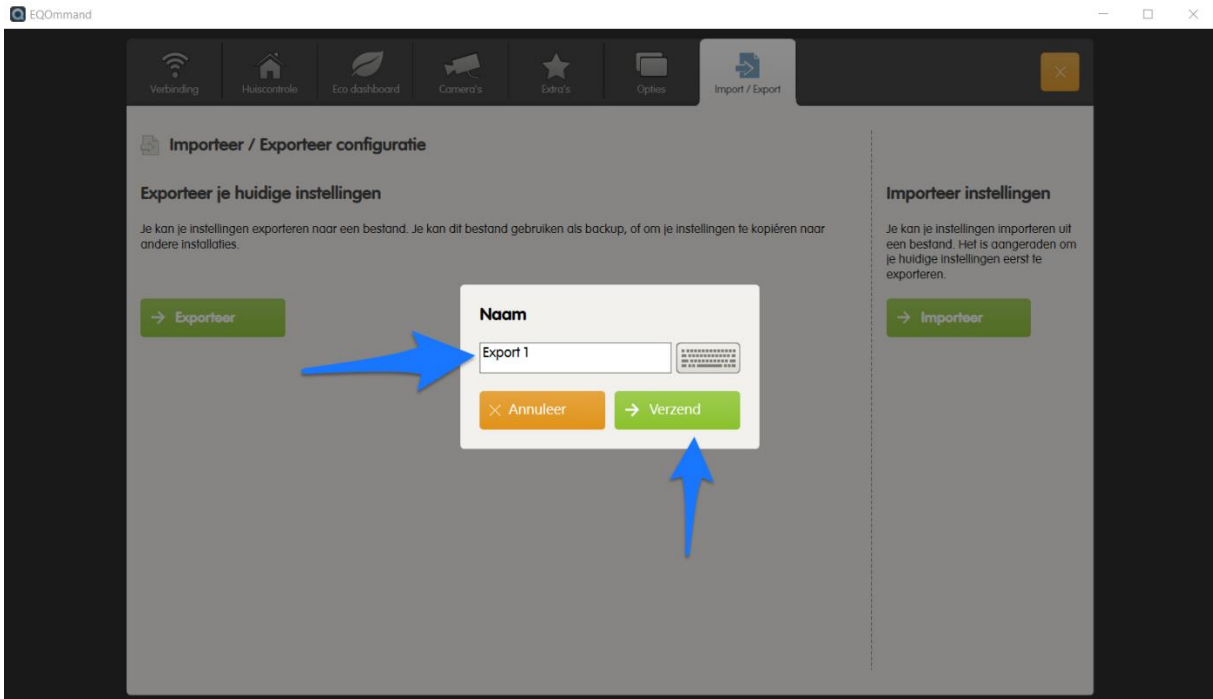 EQOmmand
Verbinding
Huiscontrole
Eco dashboard
Camera's
Extra's
Opties
Import / Export
Importeer / Exporteer configuratie
Exporteer je huidige instellingen
Je kan je instellingen exporteren naar een bestand. Je kan dit bestand gebruiken als backup, of om je instellingen te kopiëren naar
andere installaties.
Exporteer
Importeer instellingen
Je kan je instellingen importeren uit
een bestand. Het is aangeraden om
je huidige instellingen eerst te
exporteren.
Importeer
Naam
Export 1
Annuleer
Verzend